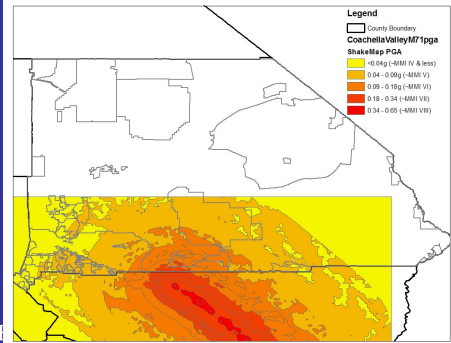 Legend
County Boundary
CoachellaValleyM71pga
ShakeMap PGA
<0.04g (~MMI IV & less)
0.04 - 0.09g (~MMI V)
0.09 - 0.18g (~MMI VI)
0.18 - 0.34 (~MMI VII)
0.34 - 0.65 (~MMI VIII)